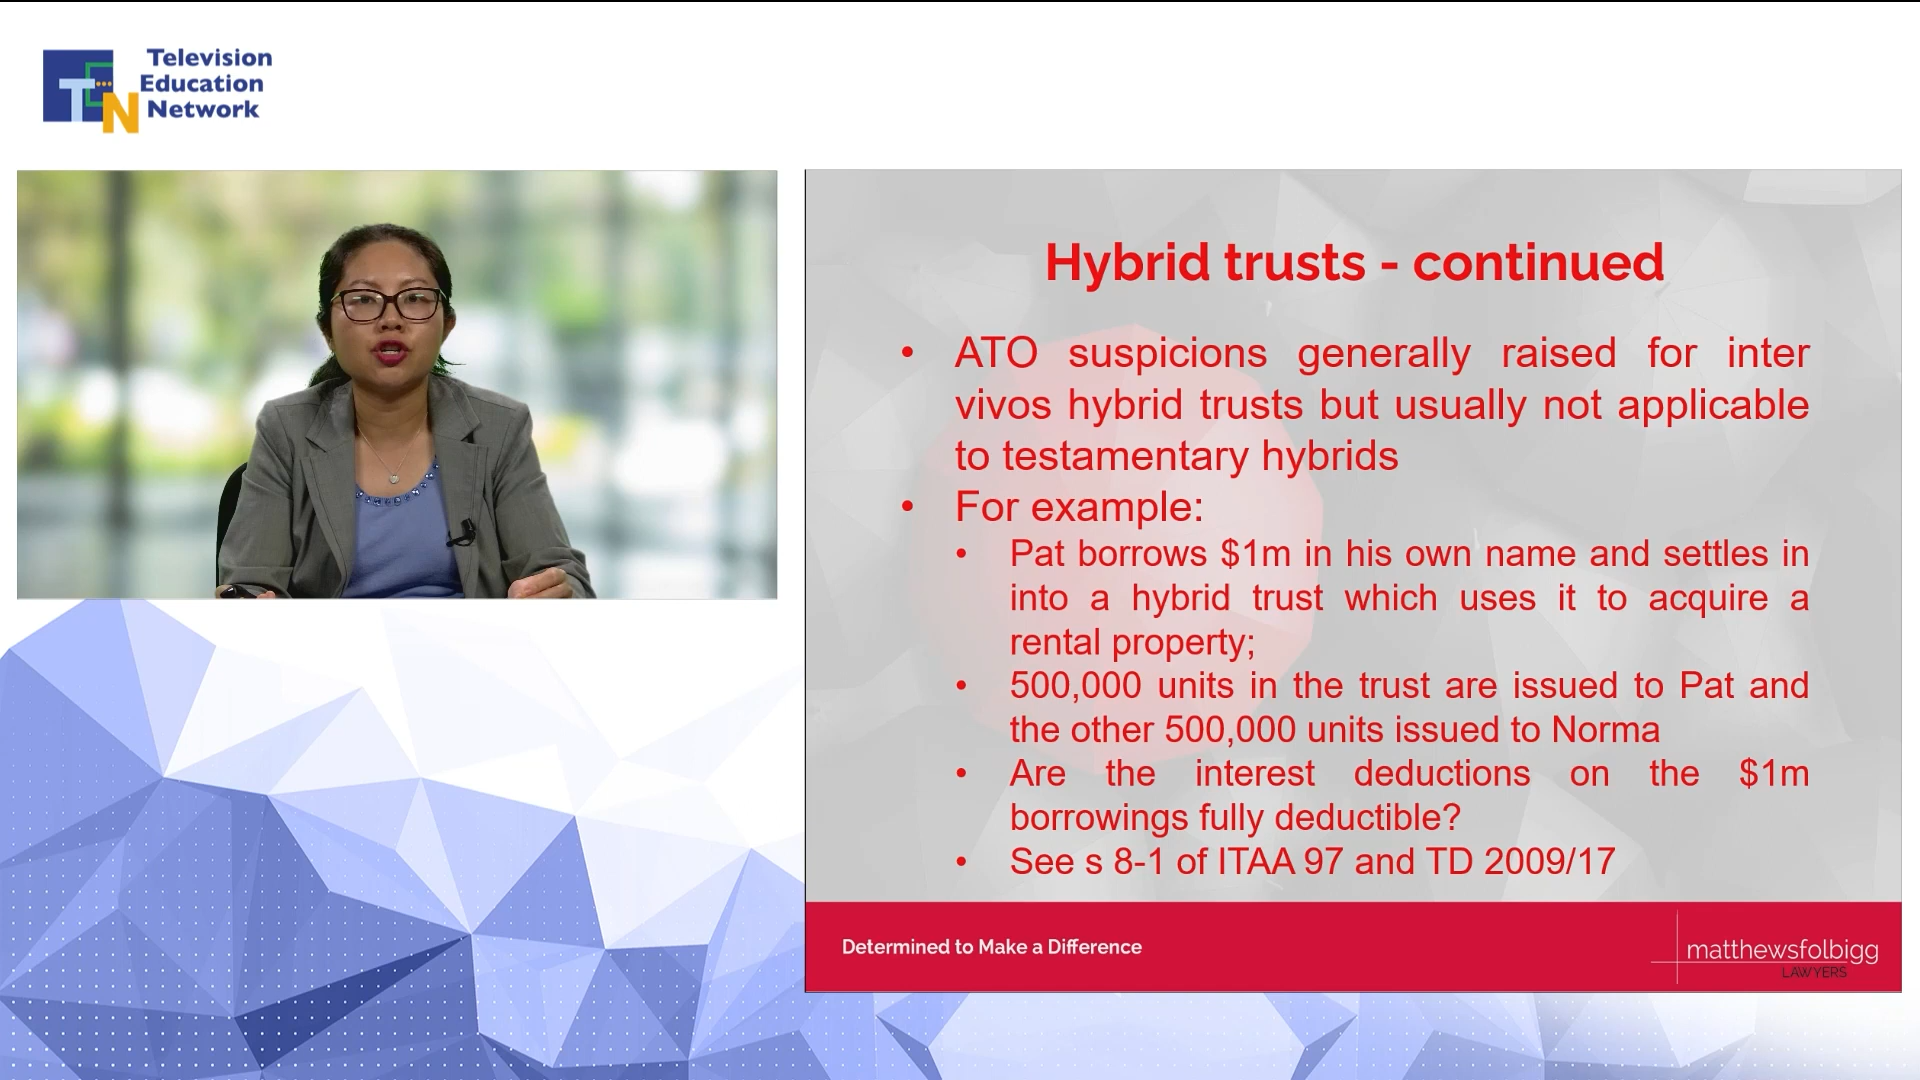 Television
Education
Network
TEN
Hybrid trusts - continued
• ATO suspicions generally raised for inter
vivos hybrid trusts but usually not applicable
to testamentary hybrids
• For example:
• Pat borrows $1m in his own name and settles in
into a hybrid trust which uses it to acquire a
rental property;
• 500,000 units in the trust are issued to Pat and
the other 500,000 units issued to Norma
• Are the interest deductions on the $1m
borrowings fully deductible?
• See s 8-1 of ITAA 97 and TD 2009/17
Determined to Make a Difference
matthewsfolbigg
LAWYERS